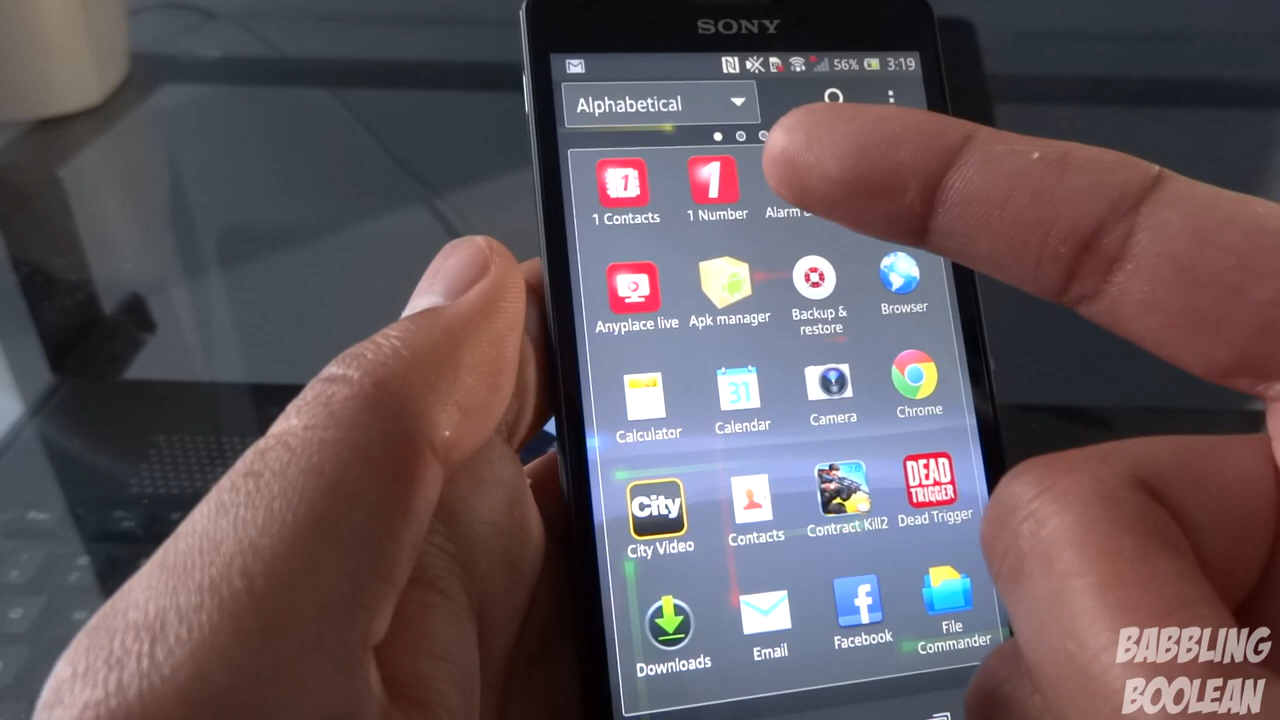 SONY
56% 3:19
Alphabetical
1 Contacts
1 Number
Alarm
Anyplace live
Apk manager
Backup &
restore
Browser
Calculator
31
Calendar
Camera
Chrome
City
City Video
Contacts
Contract Kill2
DEAD
TRIGGER
Dead Trigger
Downloads
Email
Facebook
File
Commander
BABBLING
BOOLEAN